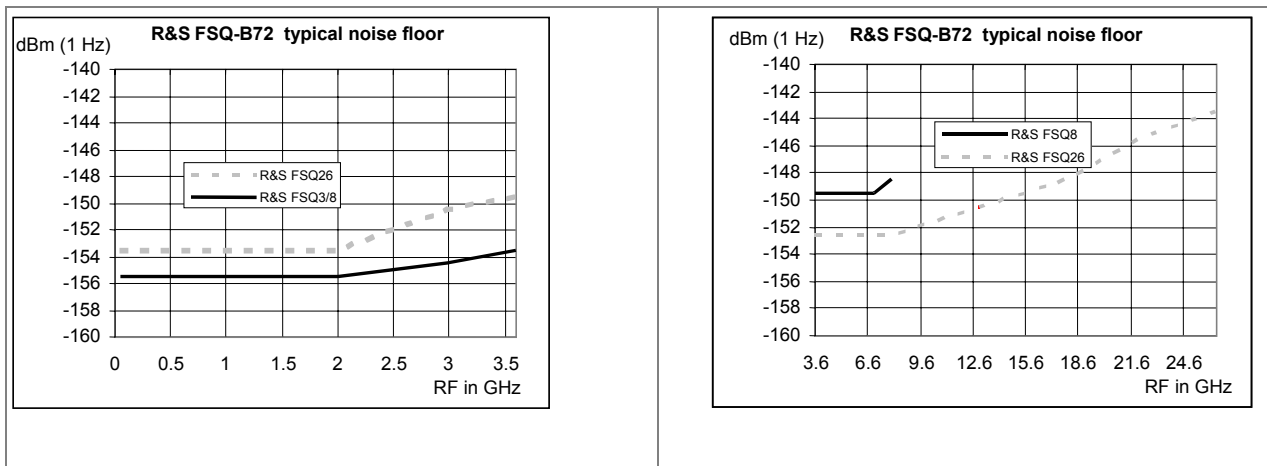 R&S FSQ-B72 typical noise floor
dBm (1 Hz)
-140
-142
-144
-146
-148
-150
-152
-154
-156
-158
-160
R&S FSQ26
R&S FSQ3/8
0 0.5 1 1.5 2 2.5 3 3.5
RF in GHz
R&S FSQ-B72 typical noise floor
dBm (1 Hz)
-140
-142
-144
-146
-148
-150
-152
-154
-156
-158
-160
R&S FSQ8
R&S FSQ26
3.6 6.6 9.6 12.6 15.6 18.6 21.6 24.6
RF in GHz